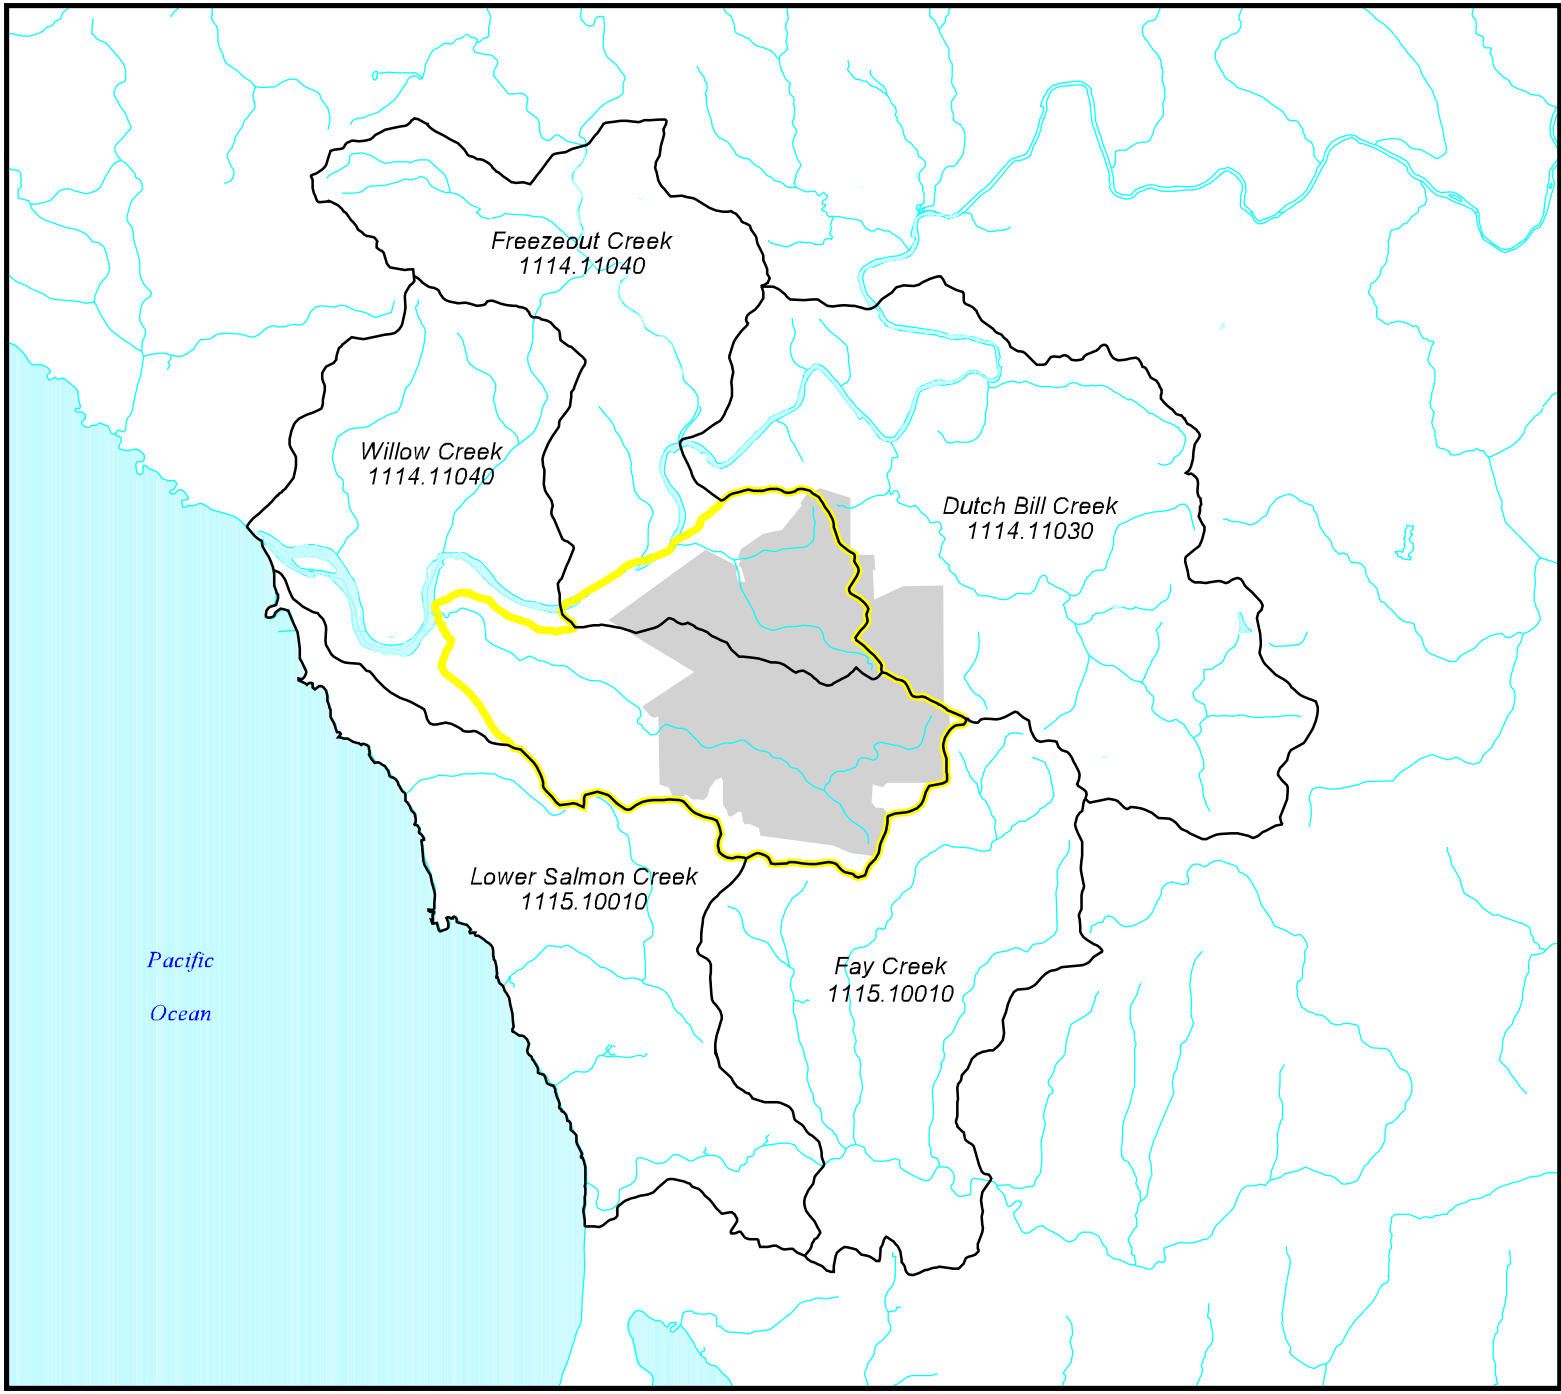 Freezeout Creek
1114.11040
Willow Creek
1114.11040
Dutch Bill Creek
1114.11030
Lower Salmon Creek
1115.10010
Fay Creek
1115.10010
Pacific
Ocean